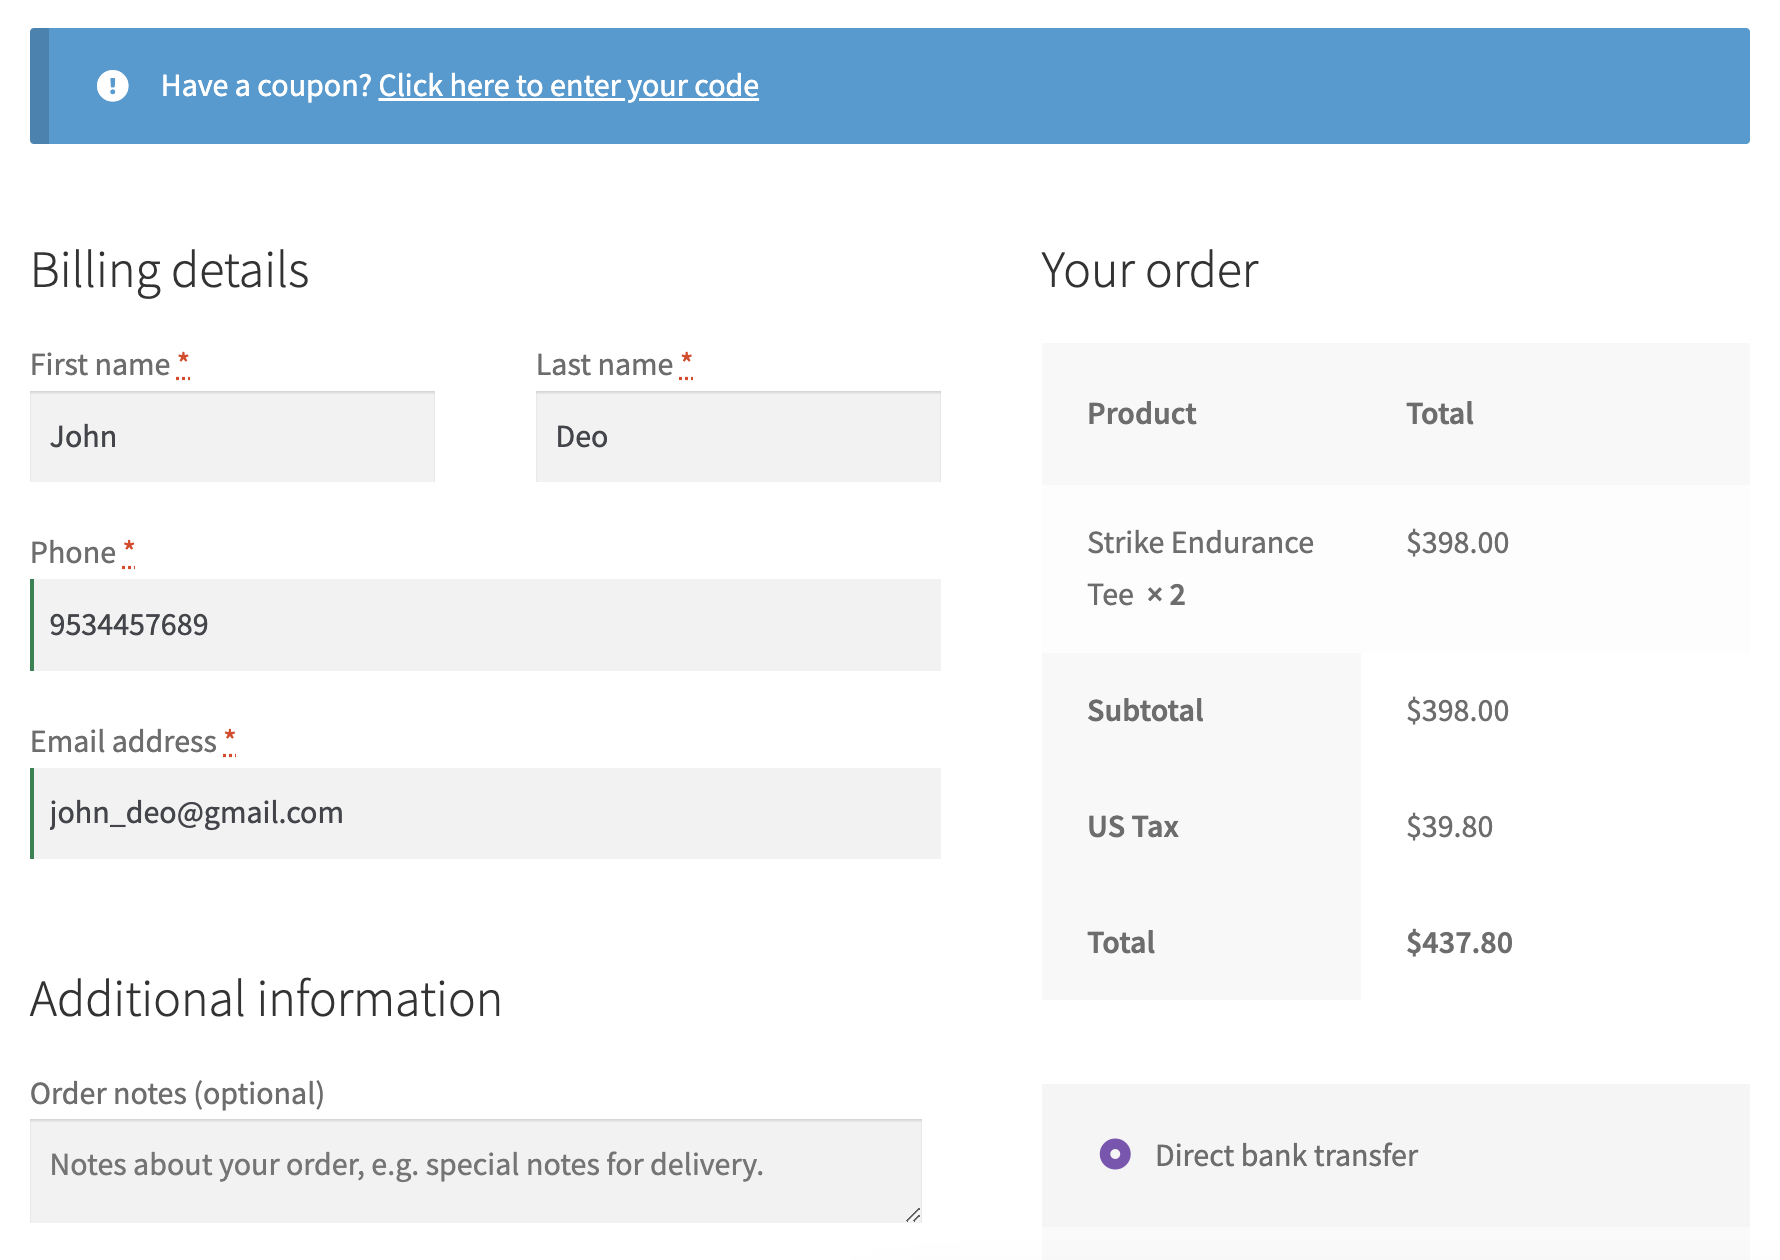 Have a coupon? Click here to enter your code
Billing details
First name *
John
Last name *
Deo
Phone *
9534457689
Email address *
john_deo@gmail.com
Additional information
Order notes (optional)
Notes about your order, e.g. special notes for delivery.
Your order
Product Total
Strike Endurance $398.00
Tee × 2
Subtotal $398.00
US Tax $39.80
Total $437.80
Direct bank transfer